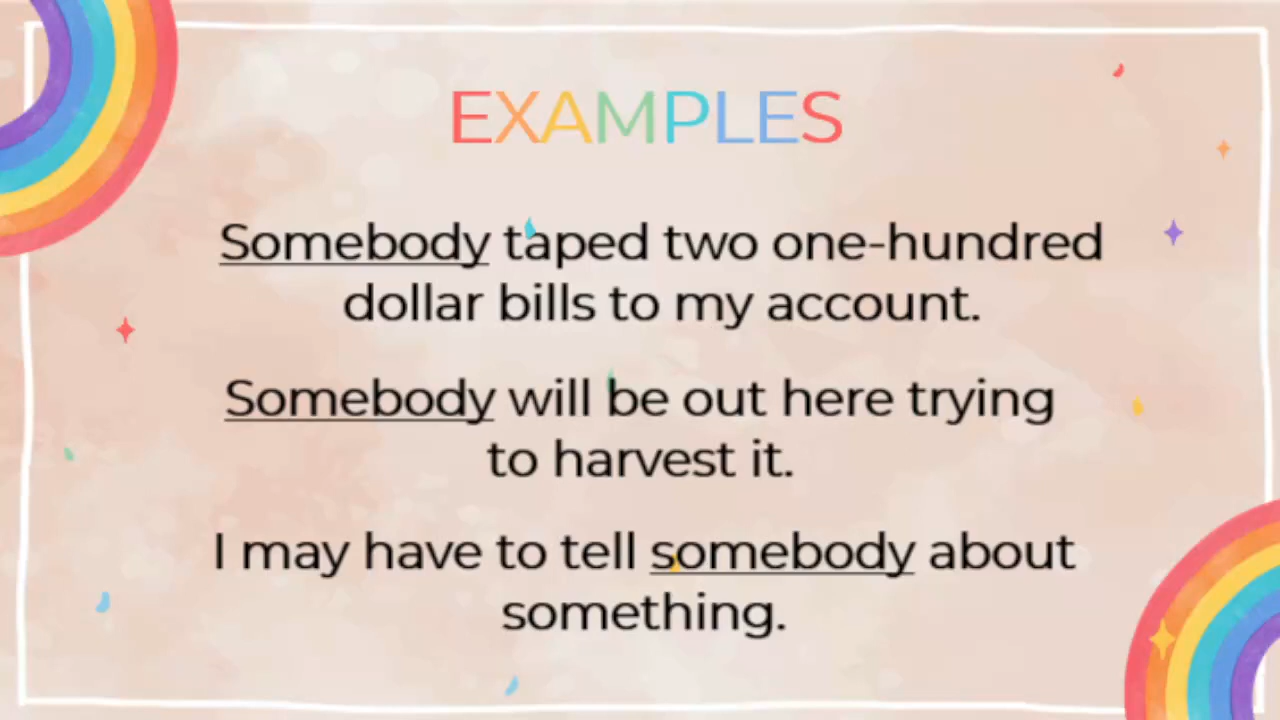 EXAMPLES
Somebody taped two one-hundred
dollar bills to my account.
Somebody will be out here trying
to harvest it.
I may have to tell somebody about
something.